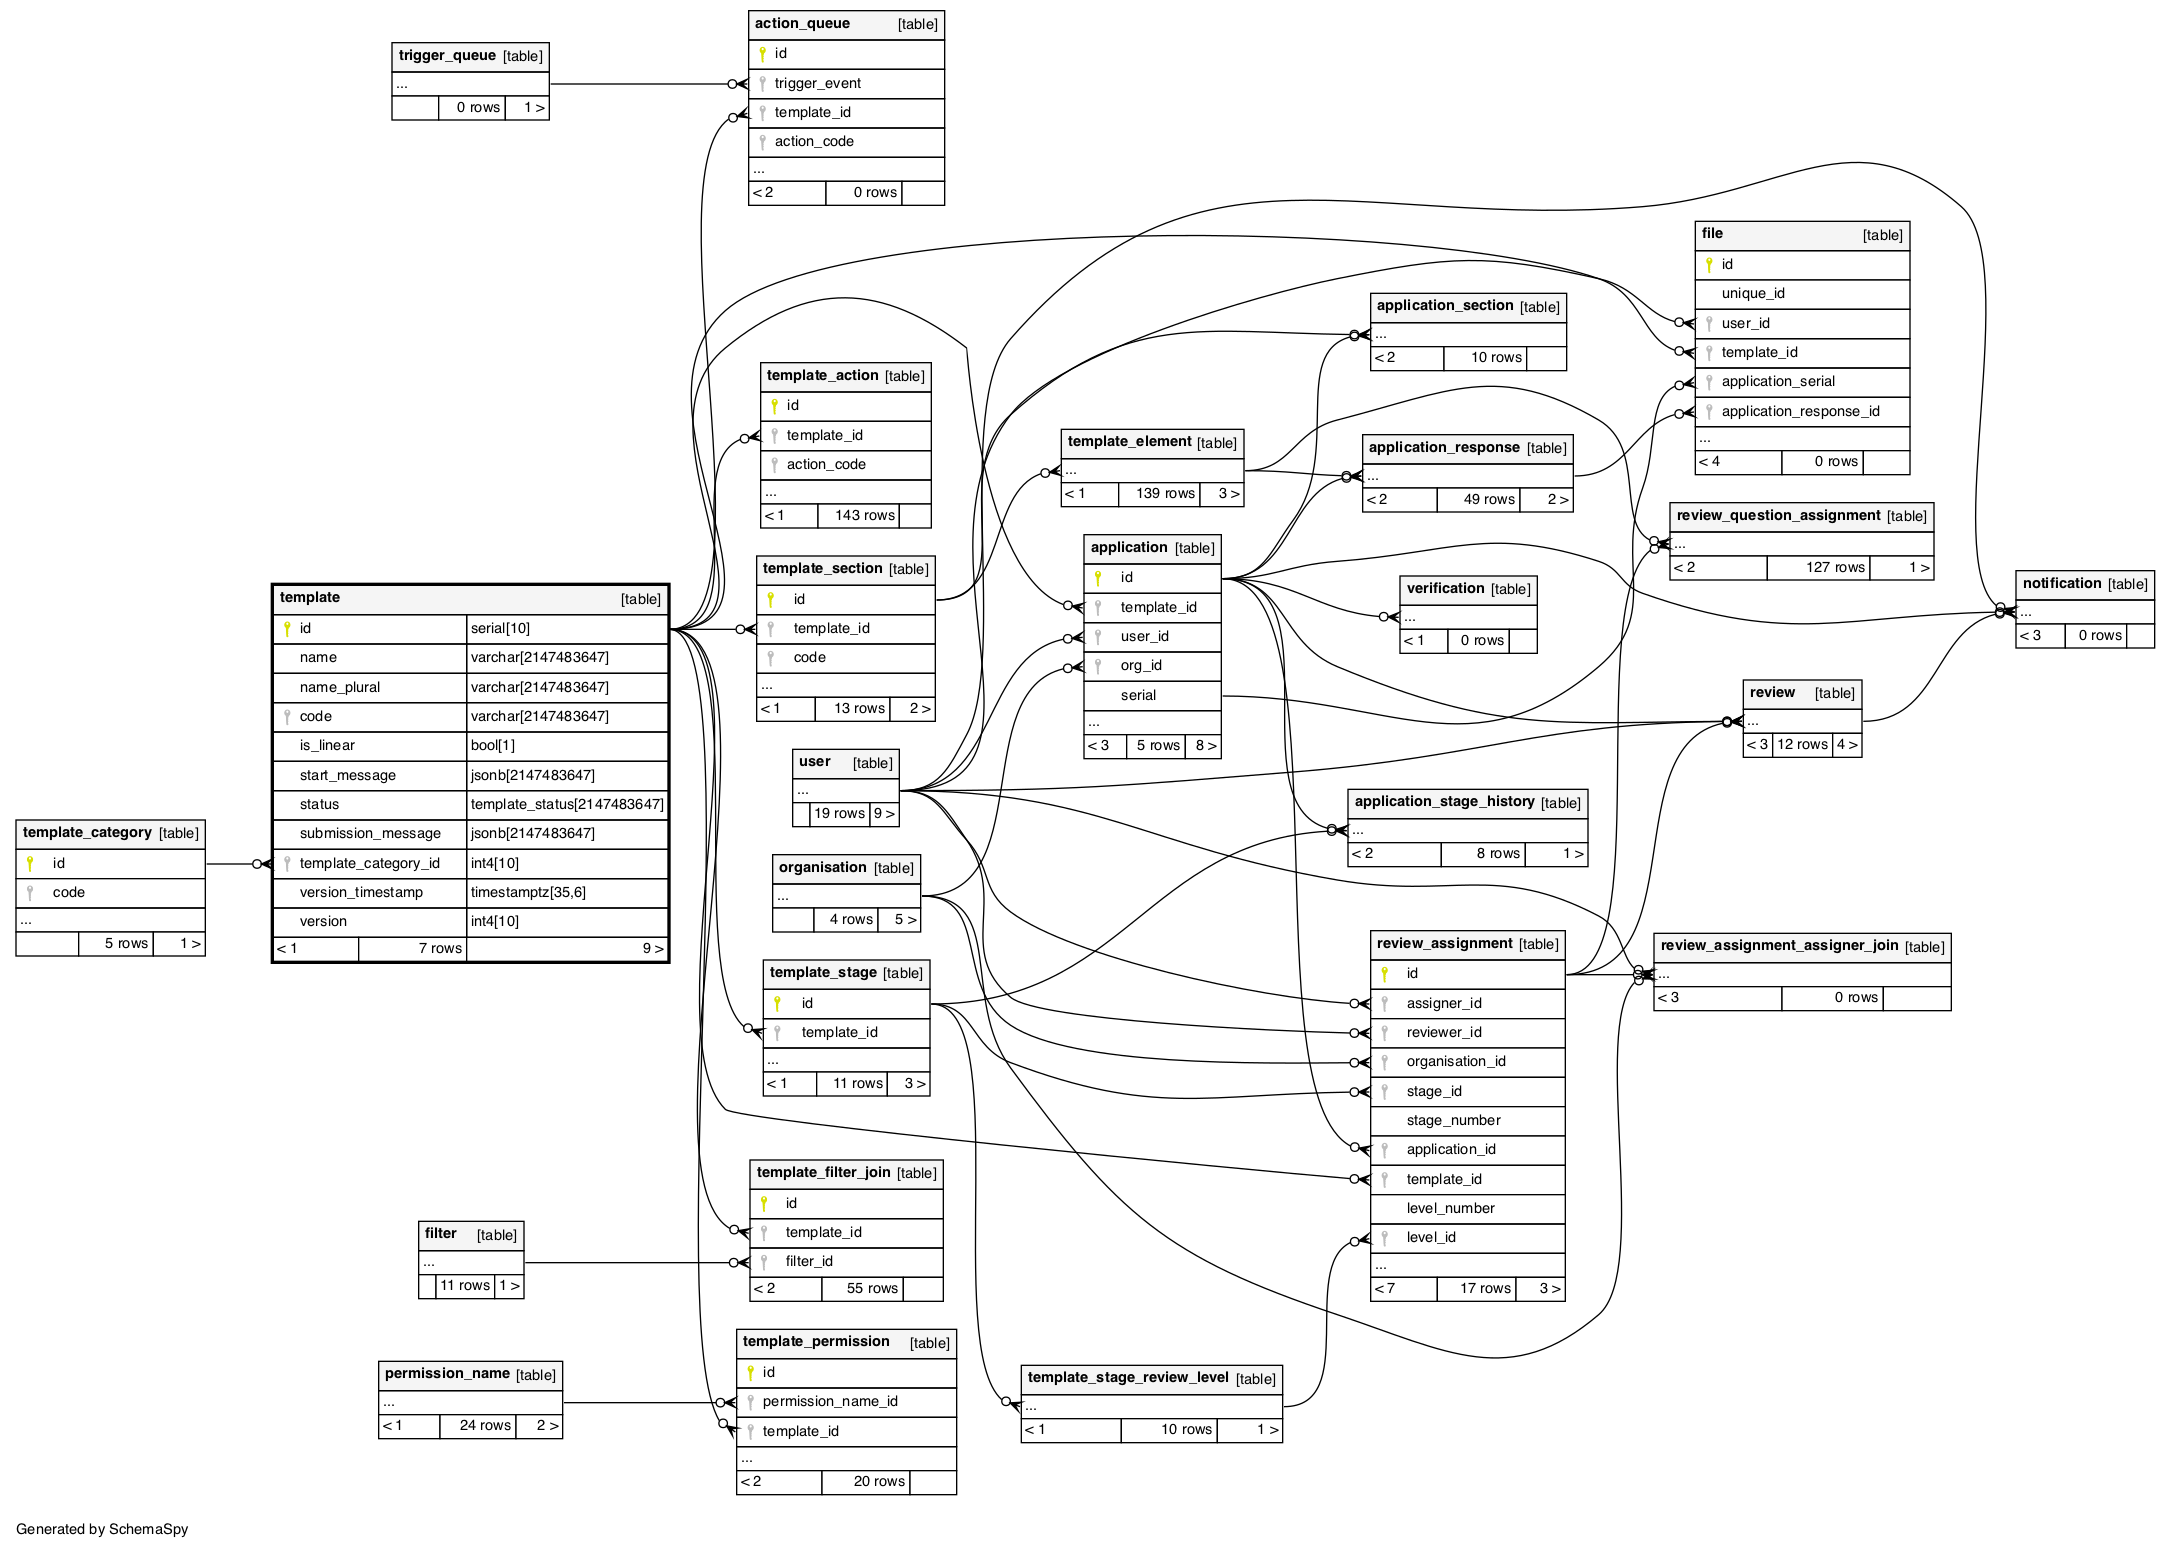 action_queue [table]
id
trigger_event
template_id
action_code
...
< 2 0 rows
trigger_queue [table]
...
0 rows 1 >
file [table]
id
unique_id
user_id
template_id
application_serial
application_response_id
...
< 4 0 rows
application_section [table]
...
< 2 10 rows
template_action [table]
id
template_id
action_code
...
< 1 143 rows
template_element [table]
...
< 1 139 rows 3 >
application_response [table]
...
< 2 49 rows 2 >
review_question_assignment [table]
...
< 2 127 rows 1 >
application [table]
id
template_id
user_id
org_id
serial
...
< 3 5 rows 8 >
template_section [table]
id
template_id
code
...
< 1 13 rows 2 >
verification [table]
...
< 1 0 rows
notification [table]
...
< 3 0 rows
template [table]
id serial[10]
name varchar[2147483647]
name_plural varchar[2147483647]
code varchar[2147483647]
is_linear bool[1]
start_message jsonb[2147483647]
status template_status[2147483647]
submission_message jsonb[2147483647]
template_category_id int4[10]
version_timestamp timestamptz[35,6]
version int4[10]
< 1 7 rows 9 >
review [table]
...
< 3 12 rows 4 >
user [table]
...
19 rows 9 >
application_stage_history [table]
...
< 2 8 rows 1 >
template_category [table]
id
code
...
5 rows 1 >
organisation [table]
...
4 rows 5 >
review_assignment [table]
id
assigner_id
reviewer_id
organisation_id
stage_id
stage_number
application_id
template_id
level_number
level_id
...
< 7 17 rows 3 >
review_assignment_assigner_join [table]
...
< 3 0 rows
template_stage [table]
id
template_id
...
< 1 11 rows 3 >
template_filter_join [table]
id
template_id
filter_id
< 2 55 rows
filter [table]
...
11 rows 1 >
template_permission [table]
id
permission_name_id
template_id
...
< 2 20 rows
permission_name [table]
...
< 1 24 rows 2 >
template_stage_review_level [table]
...
< 1 10 rows 1 >
Generated by SchemaSpy